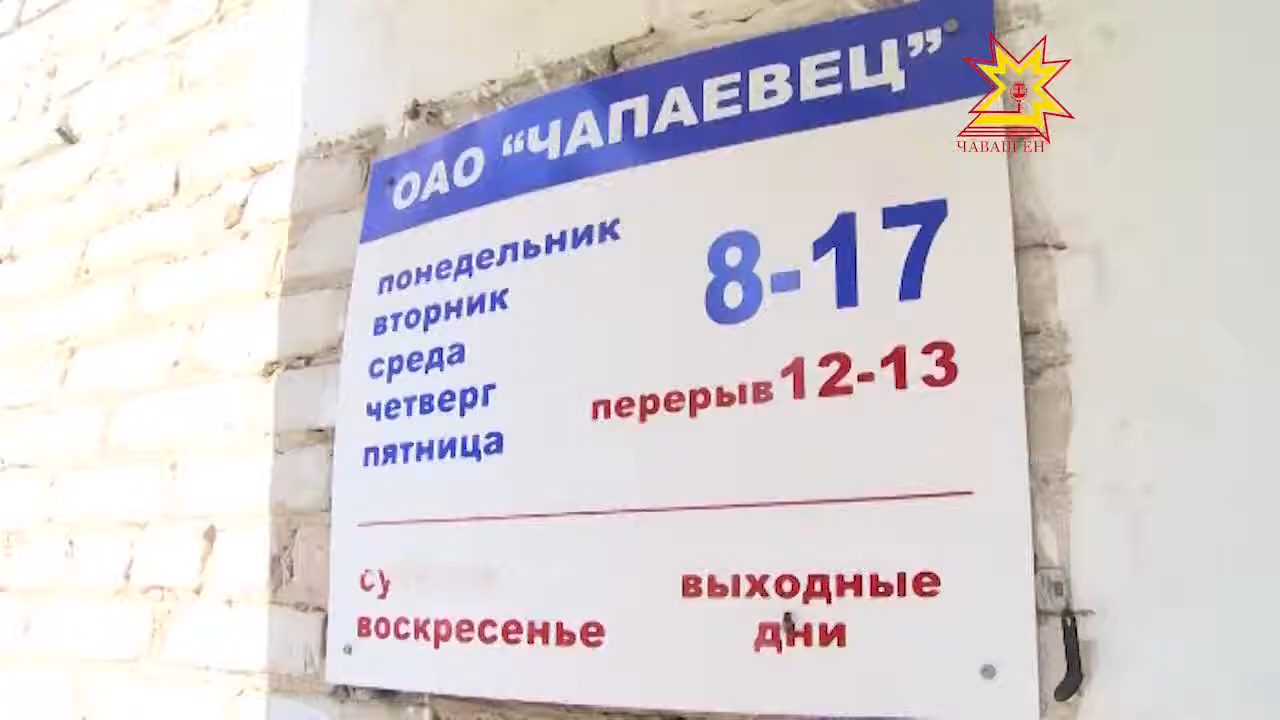 ОАО “ЧАПАЕВЕЦ”
понедельник
вторник
среда
четверг
пятница
8-17
перерыв 12-13
воскресенье
выходные
дни
ЧАВАШ ЕН